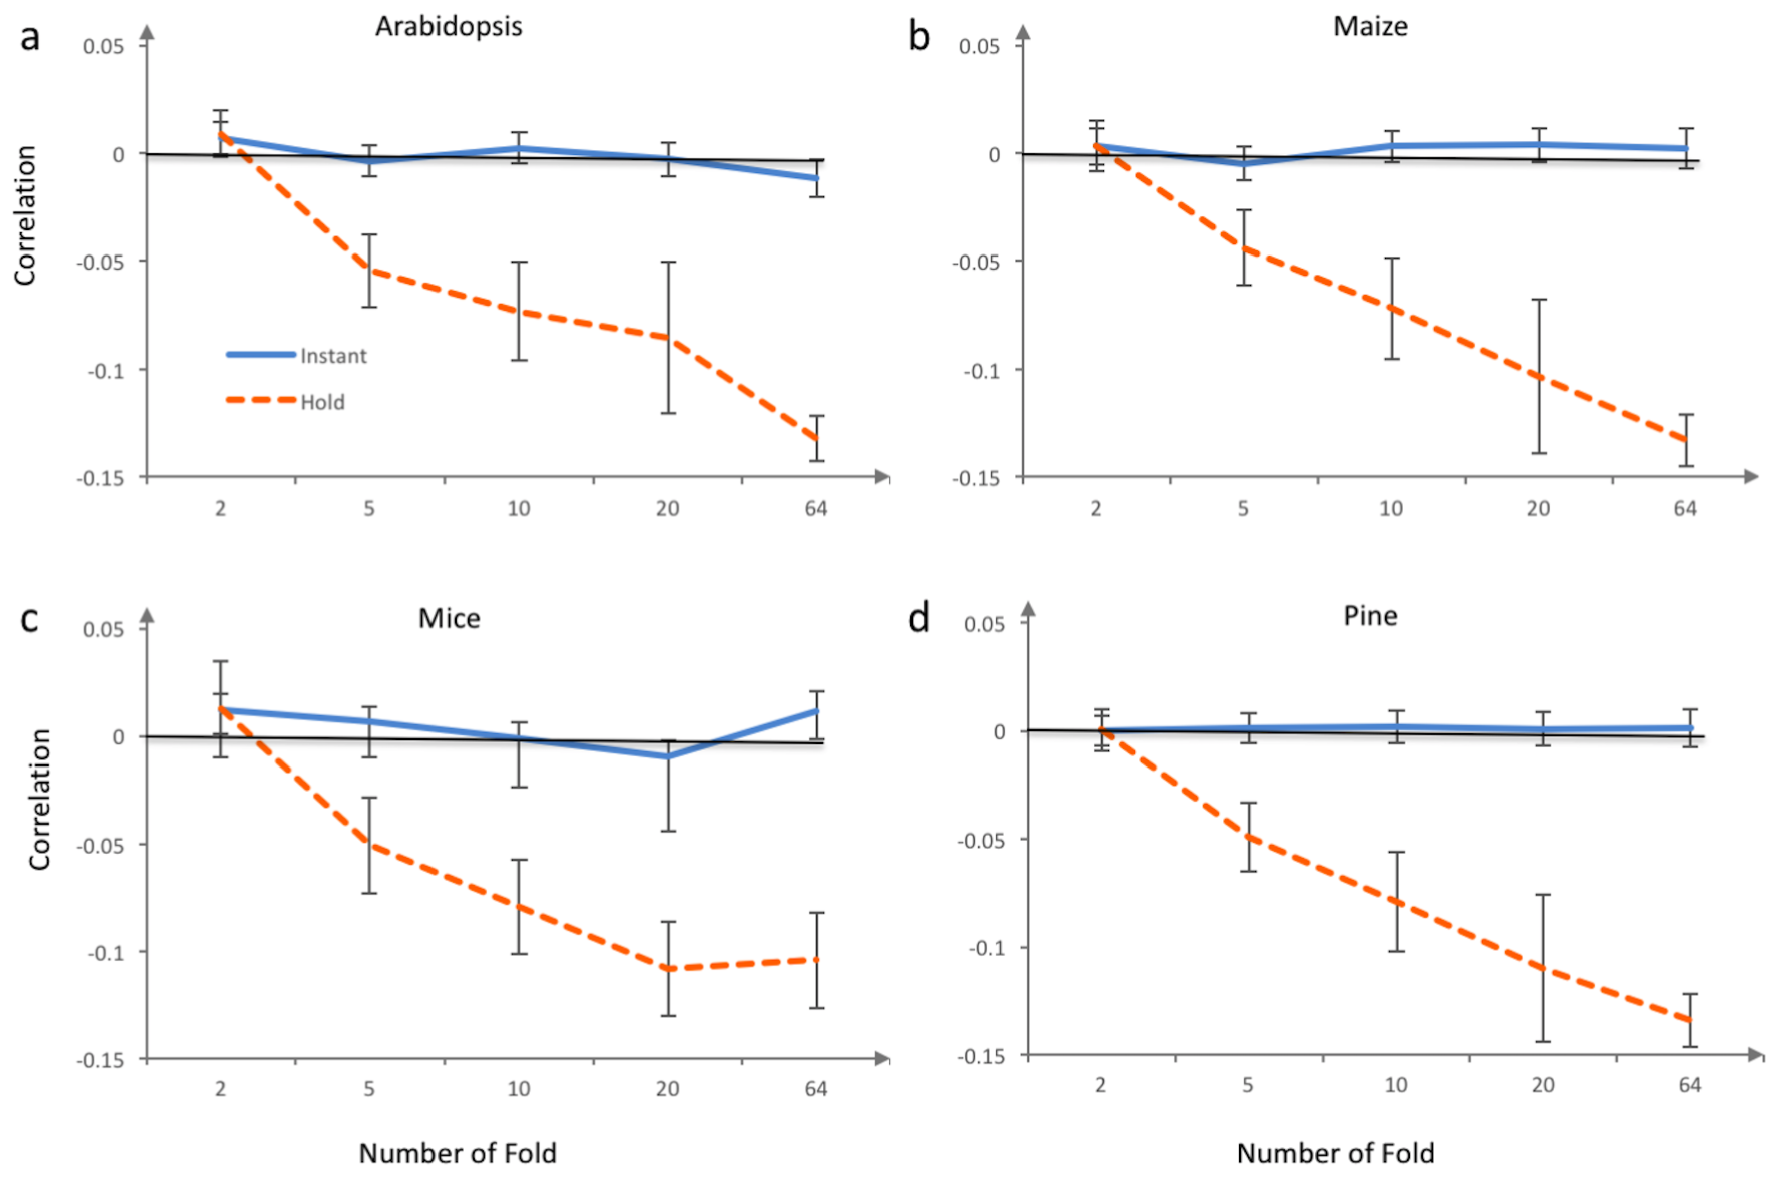 a
Arabidopsis
0.05
0
-0.05
-0.1
-0.15
Correlation
Instant
Hold
2 5 10 20 64
b
Maize
0.05
0
-0.05
-0.1
-0.15
2 5 10 20 64
c
Mice
0.05
0
-0.05
-0.1
-0.15
Correlation
2 5 10 20 64
Number of Fold
d
Pine
0.05
0
-0.05
-0.1
-0.15
2 5 10 20 64
Number of Fold